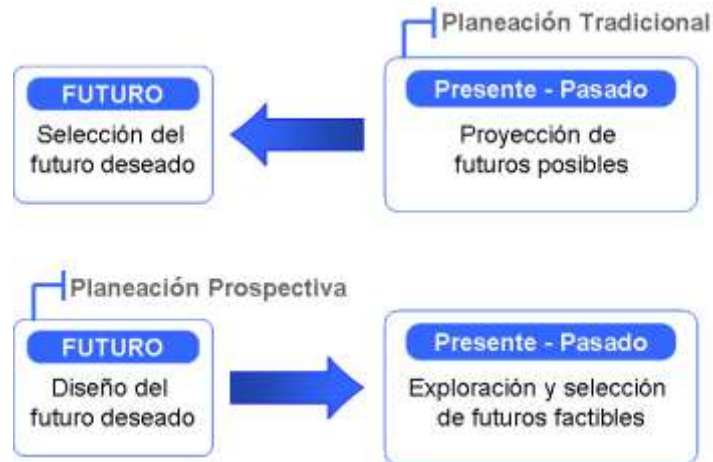 Planeación Tradicional
FUTURO
Selección del
futuro deseado
Presente - Pasado
Proyección de
futuros posibles
Planeación Prospectiva
FUTURO
Diseño del
futuro deseado
Presente - Pasado
Exploración y selección
de futuros factibles